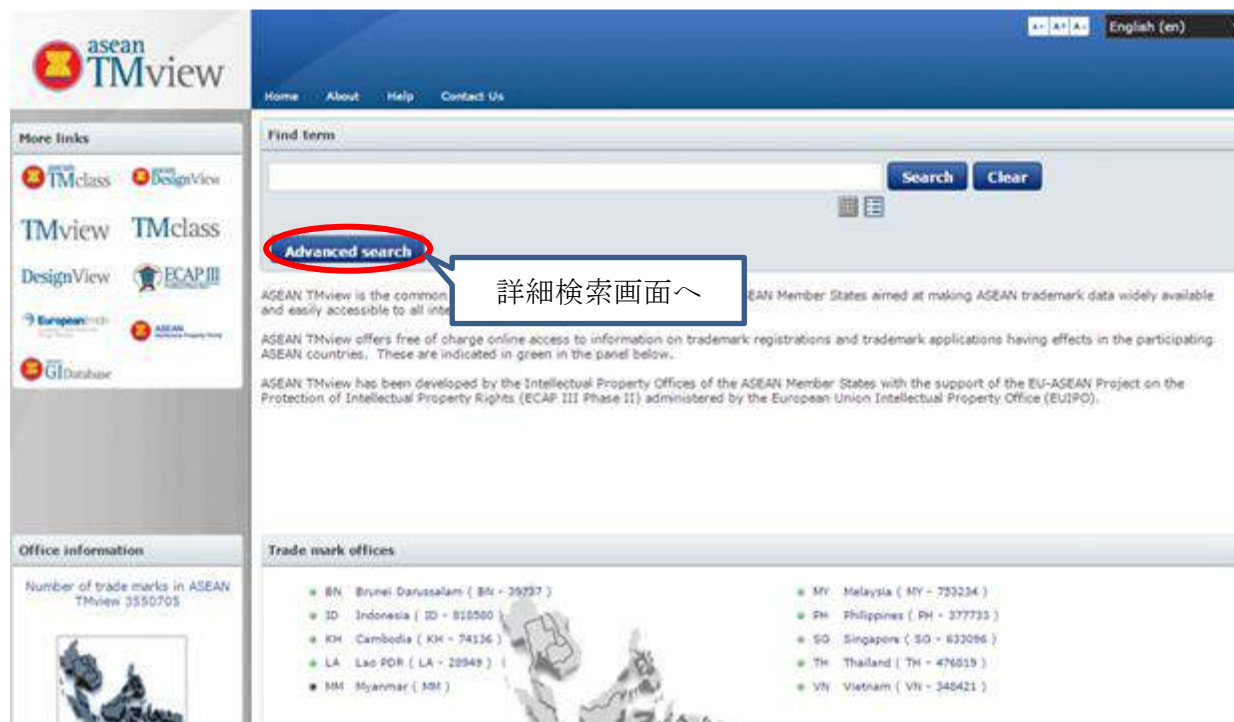 asean
TMview
English (en)
Home About Help Contact Us
More links
TMclass DesignView
TMview TMclass
DesignView ECAP III
GI Database
Find term
Search Clear
Advanced search
詳細検索画面へ
ASEAN TMview is the common
EAN Member States aimed at making ASEAN trademark data widely available
and easily accessible to all inte
ASEAN TMview offers free of charge online access to information on trademark registrations and trademark applications having effects in the participating
ASEAN countries. These are indicated in green in the panel below.
ASEAN TMview has been developed by the Intellectual Property Offices of the ASEAN Member States with the support of the EU-ASEAN Project on the
Protection of Intellectual Property Rights (ECAP III Phase II) administered by the European Union Intellectual Property Office (EUIPO).
Office information
Number of trade marks in ASEAN
TMview 3550705
Trade mark offices
BN Brunei Darussalam ( BN - 39737 )
ID Indonesia ( ID - 818580 )
KH Cambodia ( KH - 74136 )
LA Lao PDR ( LA - 28949 )
MM Myanmar ( MM )
MY Malaysia ( MY - 753234 )
PH Philippines ( PH - 377733 )
SG Singapore ( SG - 633096 )
TH Thailand ( TH - 476819 )
VN Vietnam ( VN - 348421 )